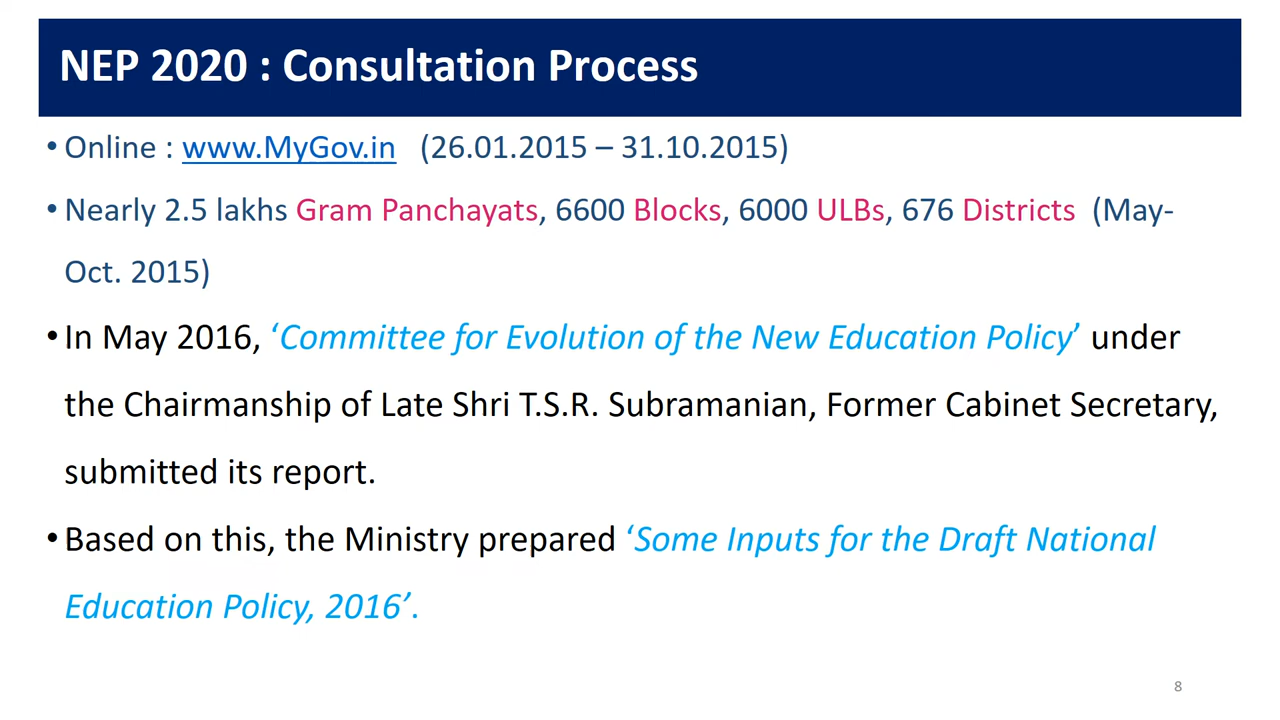 NEP 2020 : Consultation Process
• Online : www.MyGov.in (26.01.2015 – 31.10.2015)
• Nearly 2.5 lakhs Gram Panchayats, 6600 Blocks, 6000 ULBs, 676 Districts (May-
Oct. 2015)
• In May 2016, ‘Committee for Evolution of the New Education Policy’ under
the Chairmanship of Late Shri T.S.R. Subramanian, Former Cabinet Secretary,
submitted its report.
• Based on this, the Ministry prepared ‘Some Inputs for the Draft National
Education Policy, 2016’.
8